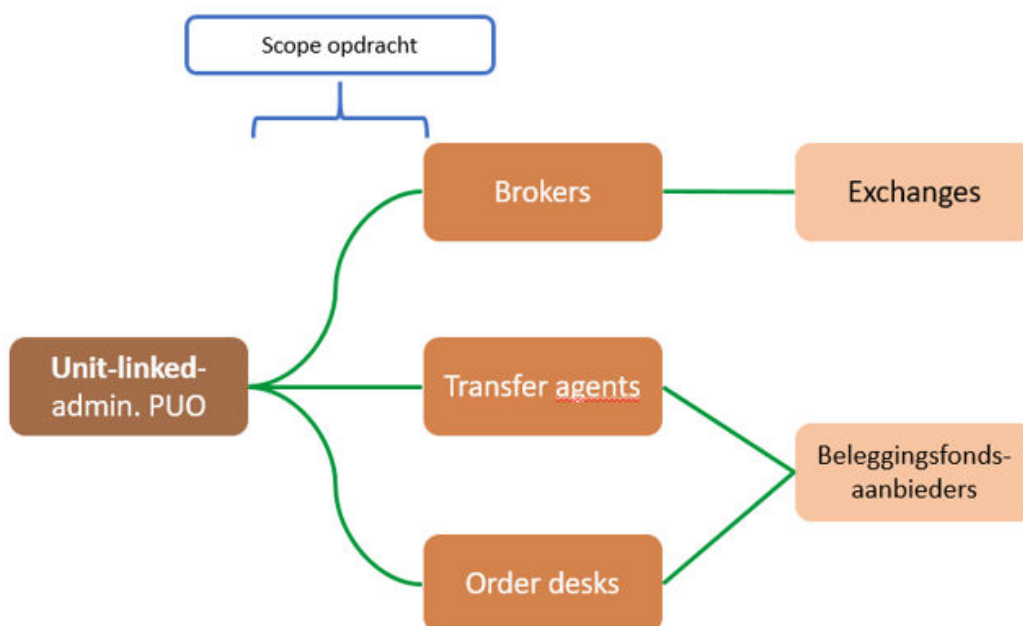 Scope opdracht
Brokers
Exchanges
Unit-linked-
admin. PUO
Transfer agents
Beleggingsfonds-
aanbieders
Order desks